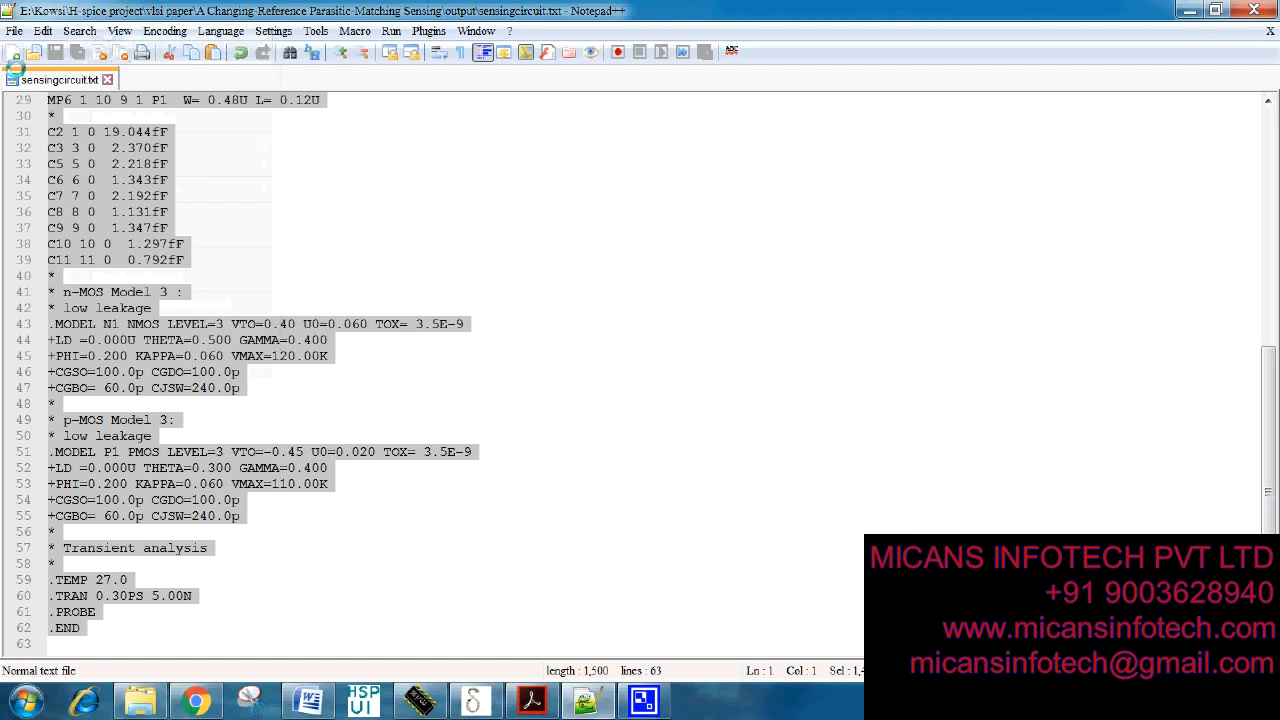 E:\Kowsi\H-spice project\vlsi paper\A Changing-Reference Parasitic-Matching Sensing\output\sensingcircuit.txt - Notepad++
File Edit Search View Encoding Language Settings Tools Macro Run Plugins Window ?
X
ABC
sensingcircuit.txt
29 MP6 1 10 9 1 P1  W= 0.48U L= 0.12U
30 *
31 C2 1 0 19.044fF
32 C3 3 0  2.370fF
33 C5 5 0  2.218fF
34 C6 6 0  1.343fF
35 C7 7 0  2.192fF
36 C8 8 0  1.131fF
37 C9 9 0  1.347fF
38 C10 10 0  1.297fF
39 C11 11 0  0.792fF
40 *
41 * n-MOS Model 3 :
42 * low leakage
43 .MODEL N1 NMOS LEVEL=3 VTO=0.40 U0=0.060 TOX= 3.5E-9
44 +LD =0.000U THETA=0.500 GAMMA=0.400
45 +PHI=0.200 KAPPA=0.060 VMAX=120.00K
46 +CGSO=100.0p CGDO=100.0p
47 +CGBO= 60.0p CJSW=240.0p
48 *
49 * p-MOS Model 3:
50 * low leakage
51 .MODEL P1 PMOS LEVEL=3 VTO=-0.45 U0=0.020 TOX= 3.5E-9
52 +LD =0.000U THETA=0.300 GAMMA=0.400
53 +PHI=0.200 KAPPA=0.060 VMAX=110.00K
54 +CGSO=100.0p CGDO=100.0p
55 +CGBO= 60.0p CJSW=240.0p
56 *
57 * Transient analysis
58 *
59 .TEMP 27.0
60 .TRAN 0.30PS 5.00N
61 .PROBE
62 .END
63
MICANS INFOTECH PVT LTD
+91 9003628940
www.micansinfotech.com
micansinfotech@gmail.com
Normal text file length : 1,500 lines : 63 Ln : 1 Col : 1
HSP
UI